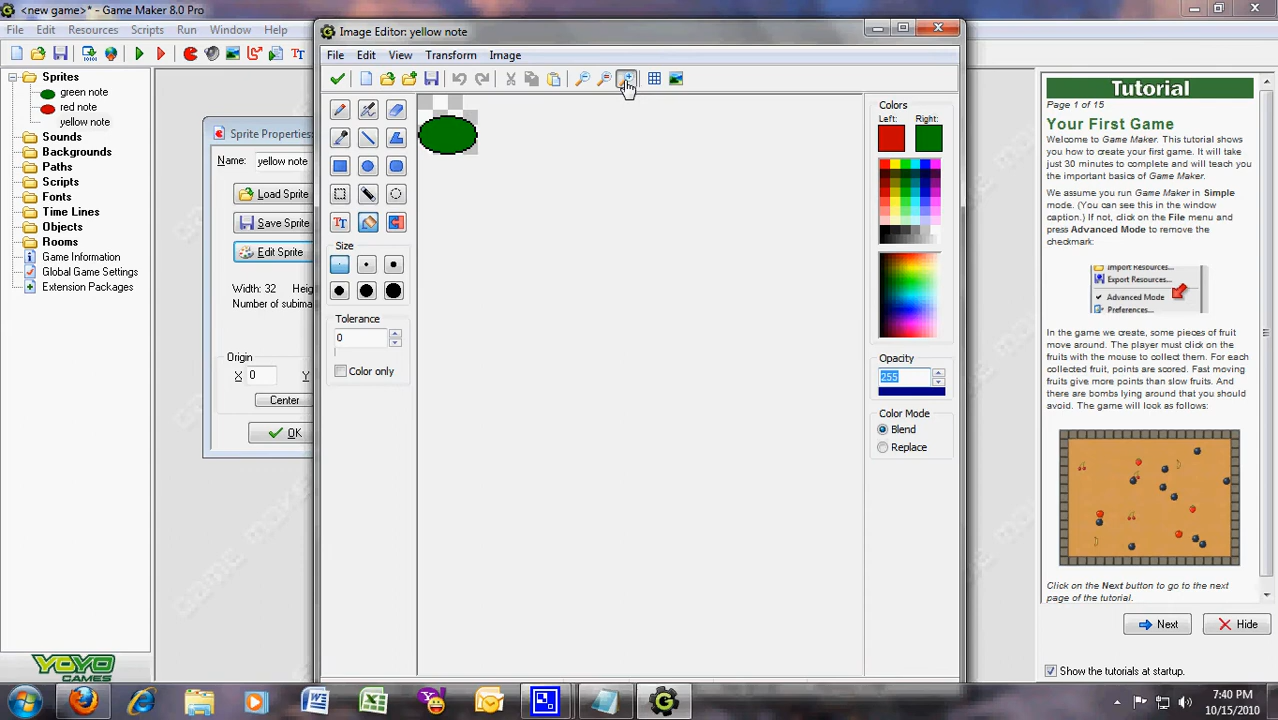 <new game>* - Game Maker 8.0 Pro
File Edit Resources Scripts Run Window Help
Sprites
green note
red note
yellow note
Sounds
Backgrounds
Paths
Scripts
Fonts
Time Lines
Objects
Rooms
Game Information
Global Game Settings
Extension Packages
YOYO
GAMES
Sprite Properties:
Name: yellow note
Load Sprite
Save Sprite
Edit Sprite
Width: 32
Number of subima
Origin
X 0 Y
Center
OK
Image Editor: yellow note
File Edit View Transform Image
Size
Tolerance
0
Color only
Colors
Left: Right:
Opacity
255
Color Mode
Blend
Replace
Tutorial
Page 1 of 15
Your First Game
Welcome to Game Maker. This tutorial shows
you how to create your first game. It will take
just 30 minutes to complete and will teach you
the important basics of Game Maker.
We assume you run Game Maker in Simple
mode. (You can see this in the window
caption.) If not, click on the File menu and
press Advanced Mode to remove the
checkmark:
Import Resources...
Export Resources...
Advanced Mode
Preferences...
In the game we create, some pieces of fruit
move around. The player must click on the
fruits with the mouse to collect them. For each
collected fruit, points are scored. Fast moving
fruits give more points than slow fruits. And
there are bombs lying around that you should
avoid. The game will look as follows:
Click on the Next button to go to the next
page of the tutorial.
Next Hide
Show the tutorials at startup.
7:40 PM
10/15/2010